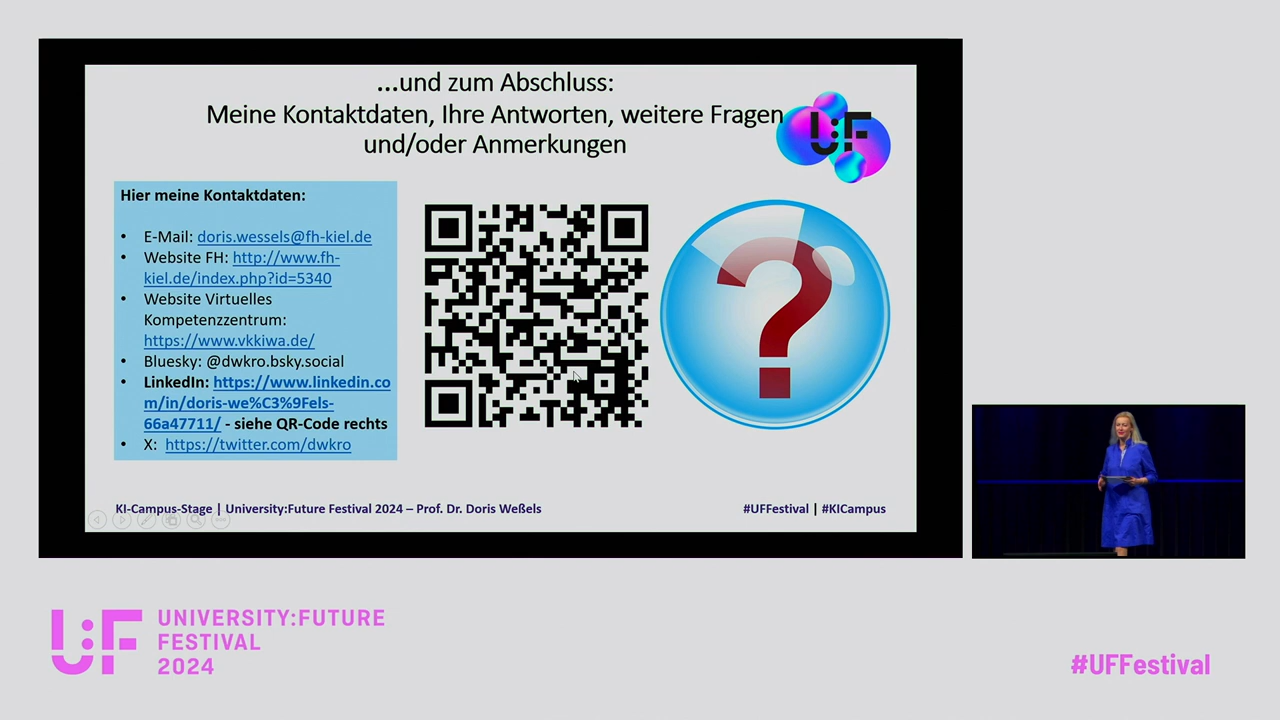 ...und zum Abschluss:
Meine Kontaktdaten, Ihre Antworten, weitere Fragen
und/oder Anmerkungen
U:F
Hier meine Kontaktdaten:
• E-Mail: doris.wessels@fh-kiel.de
• Website FH: http://www.fh-
kiel.de/index.php?id=5340
• Website Virtuelles
Kompetenzzentrum:
https://www.vkkiwa.de/
• Bluesky: @dwkro.bsky.social
• LinkedIn: https://www.linkedin.co
m/in/doris-we%C3%9Fels-
66a47711/ - siehe QR-Code rechts
• X: https://twitter.com/dwkro
?
KI-Campus-Stage | University:Future Festival 2024 – Prof. Dr. Doris Weßels
#UFFestival | #KICampus
U:F
UNIVERSITY:FUTURE
FESTIVAL
2024
#UFFestival